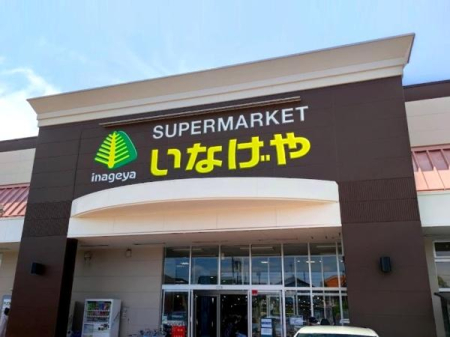 SUPERMARKET
いなげや
inageya